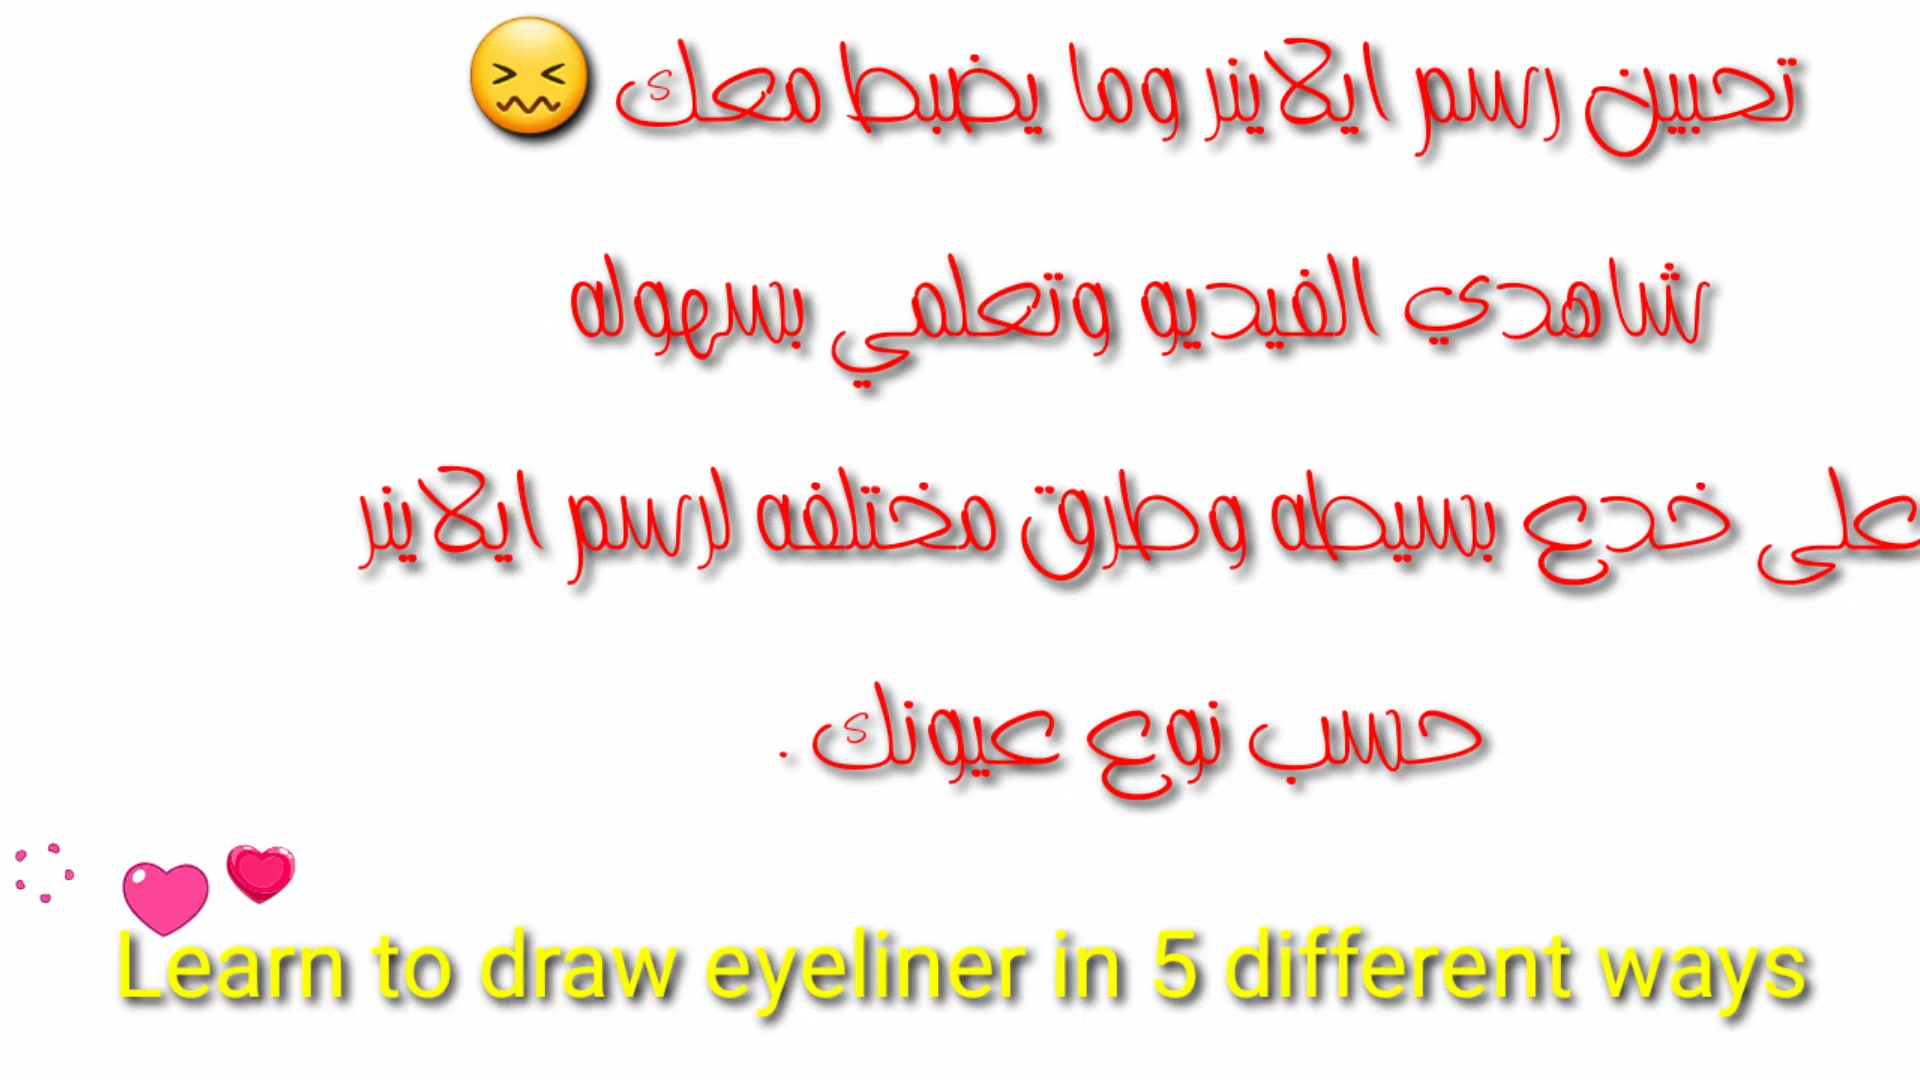 تحبين رسم ايلاينر وما يضبط معك 😖
شاهدي الفيديو وتعلمي بسهوله
على خدع بسيطه وطرق مختلفه لرسم ايلاينر
حسب نوع عيونك .
Learn to draw eyeliner in 5 different ways